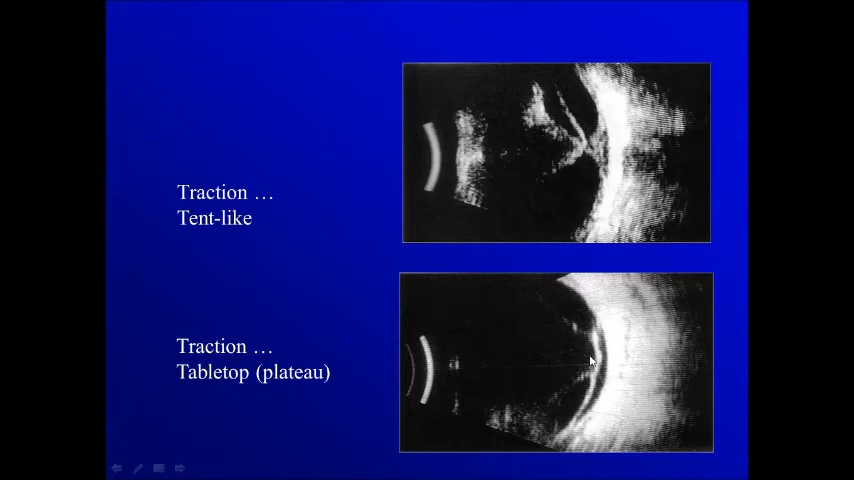 Traction …
Tent-like
Traction …
Tabletop (plateau)